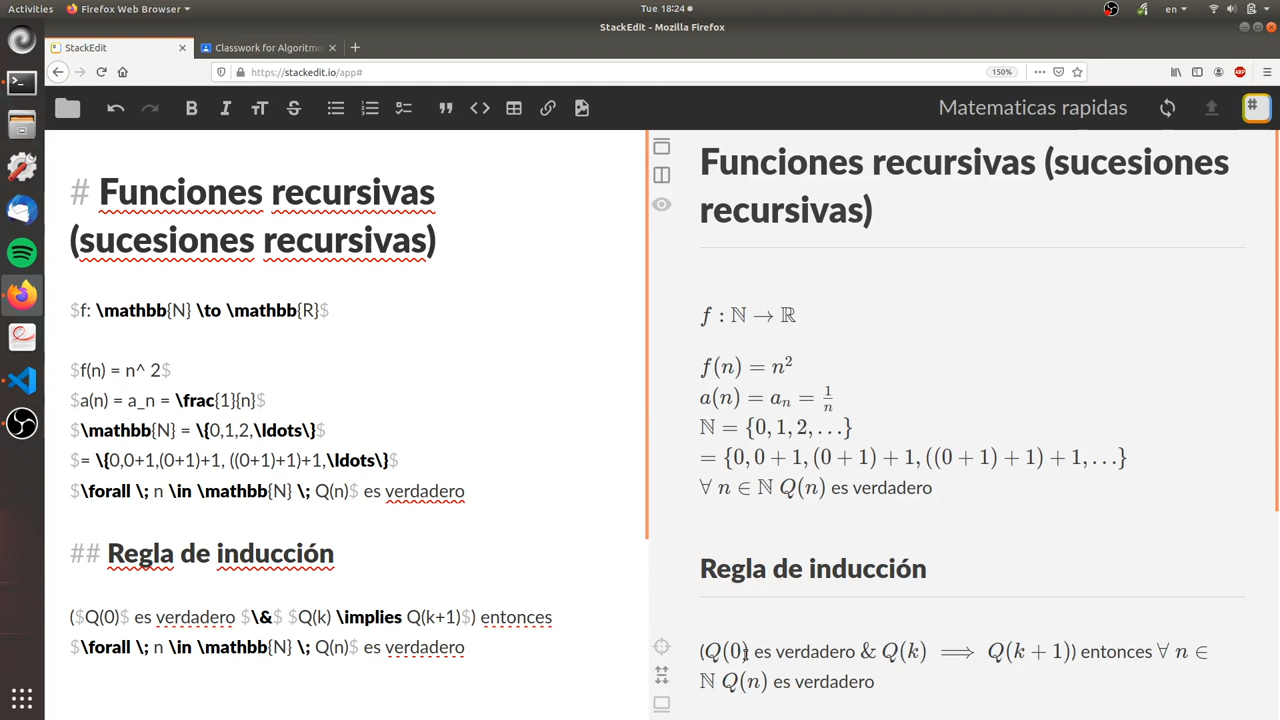 Activities Firefox Web Browser Tue 18:24 en
StackEdit - Mozilla Firefox
StackEdit Classwork for Algoritmo
https://stackedit.io/app# 150%
Matematicas rapidas
# Funciones recursivas
(sucesiones recursivas)
$f: \mathbb{N} \to \mathbb{R}$
$f(n) = n^ 2$
$a(n) = a_n = \frac{1}{n}$
$\mathbb{N} = \{0,1,2,\ldots\}$
$= \{0,0+1,(0+1)+1, ((0+1)+1)+1,\ldots\}$
$\forall \; n \in \mathbb{N} \; Q(n)$ es verdadero
## Regla de inducción
($Q(0)$ es verdadero $\&$ $Q(k) \implies Q(k+1)$) entonces
$\forall \; n \in \mathbb{N} \; Q(n)$ es verdadero
Funciones recursivas (sucesiones
recursivas)
f : ℕ → ℝ
f(n) = n²
a(n) = aₙ = 1/n
ℕ = {0, 1, 2, …}
= {0, 0 + 1, (0 + 1) + 1, ((0 + 1) + 1) + 1, …}
∀ n ∈ ℕ Q(n) es verdadero
Regla de inducción
(Q(0) es verdadero & Q(k) ⟹ Q(k + 1)) entonces ∀ n ∈
ℕ Q(n) es verdadero